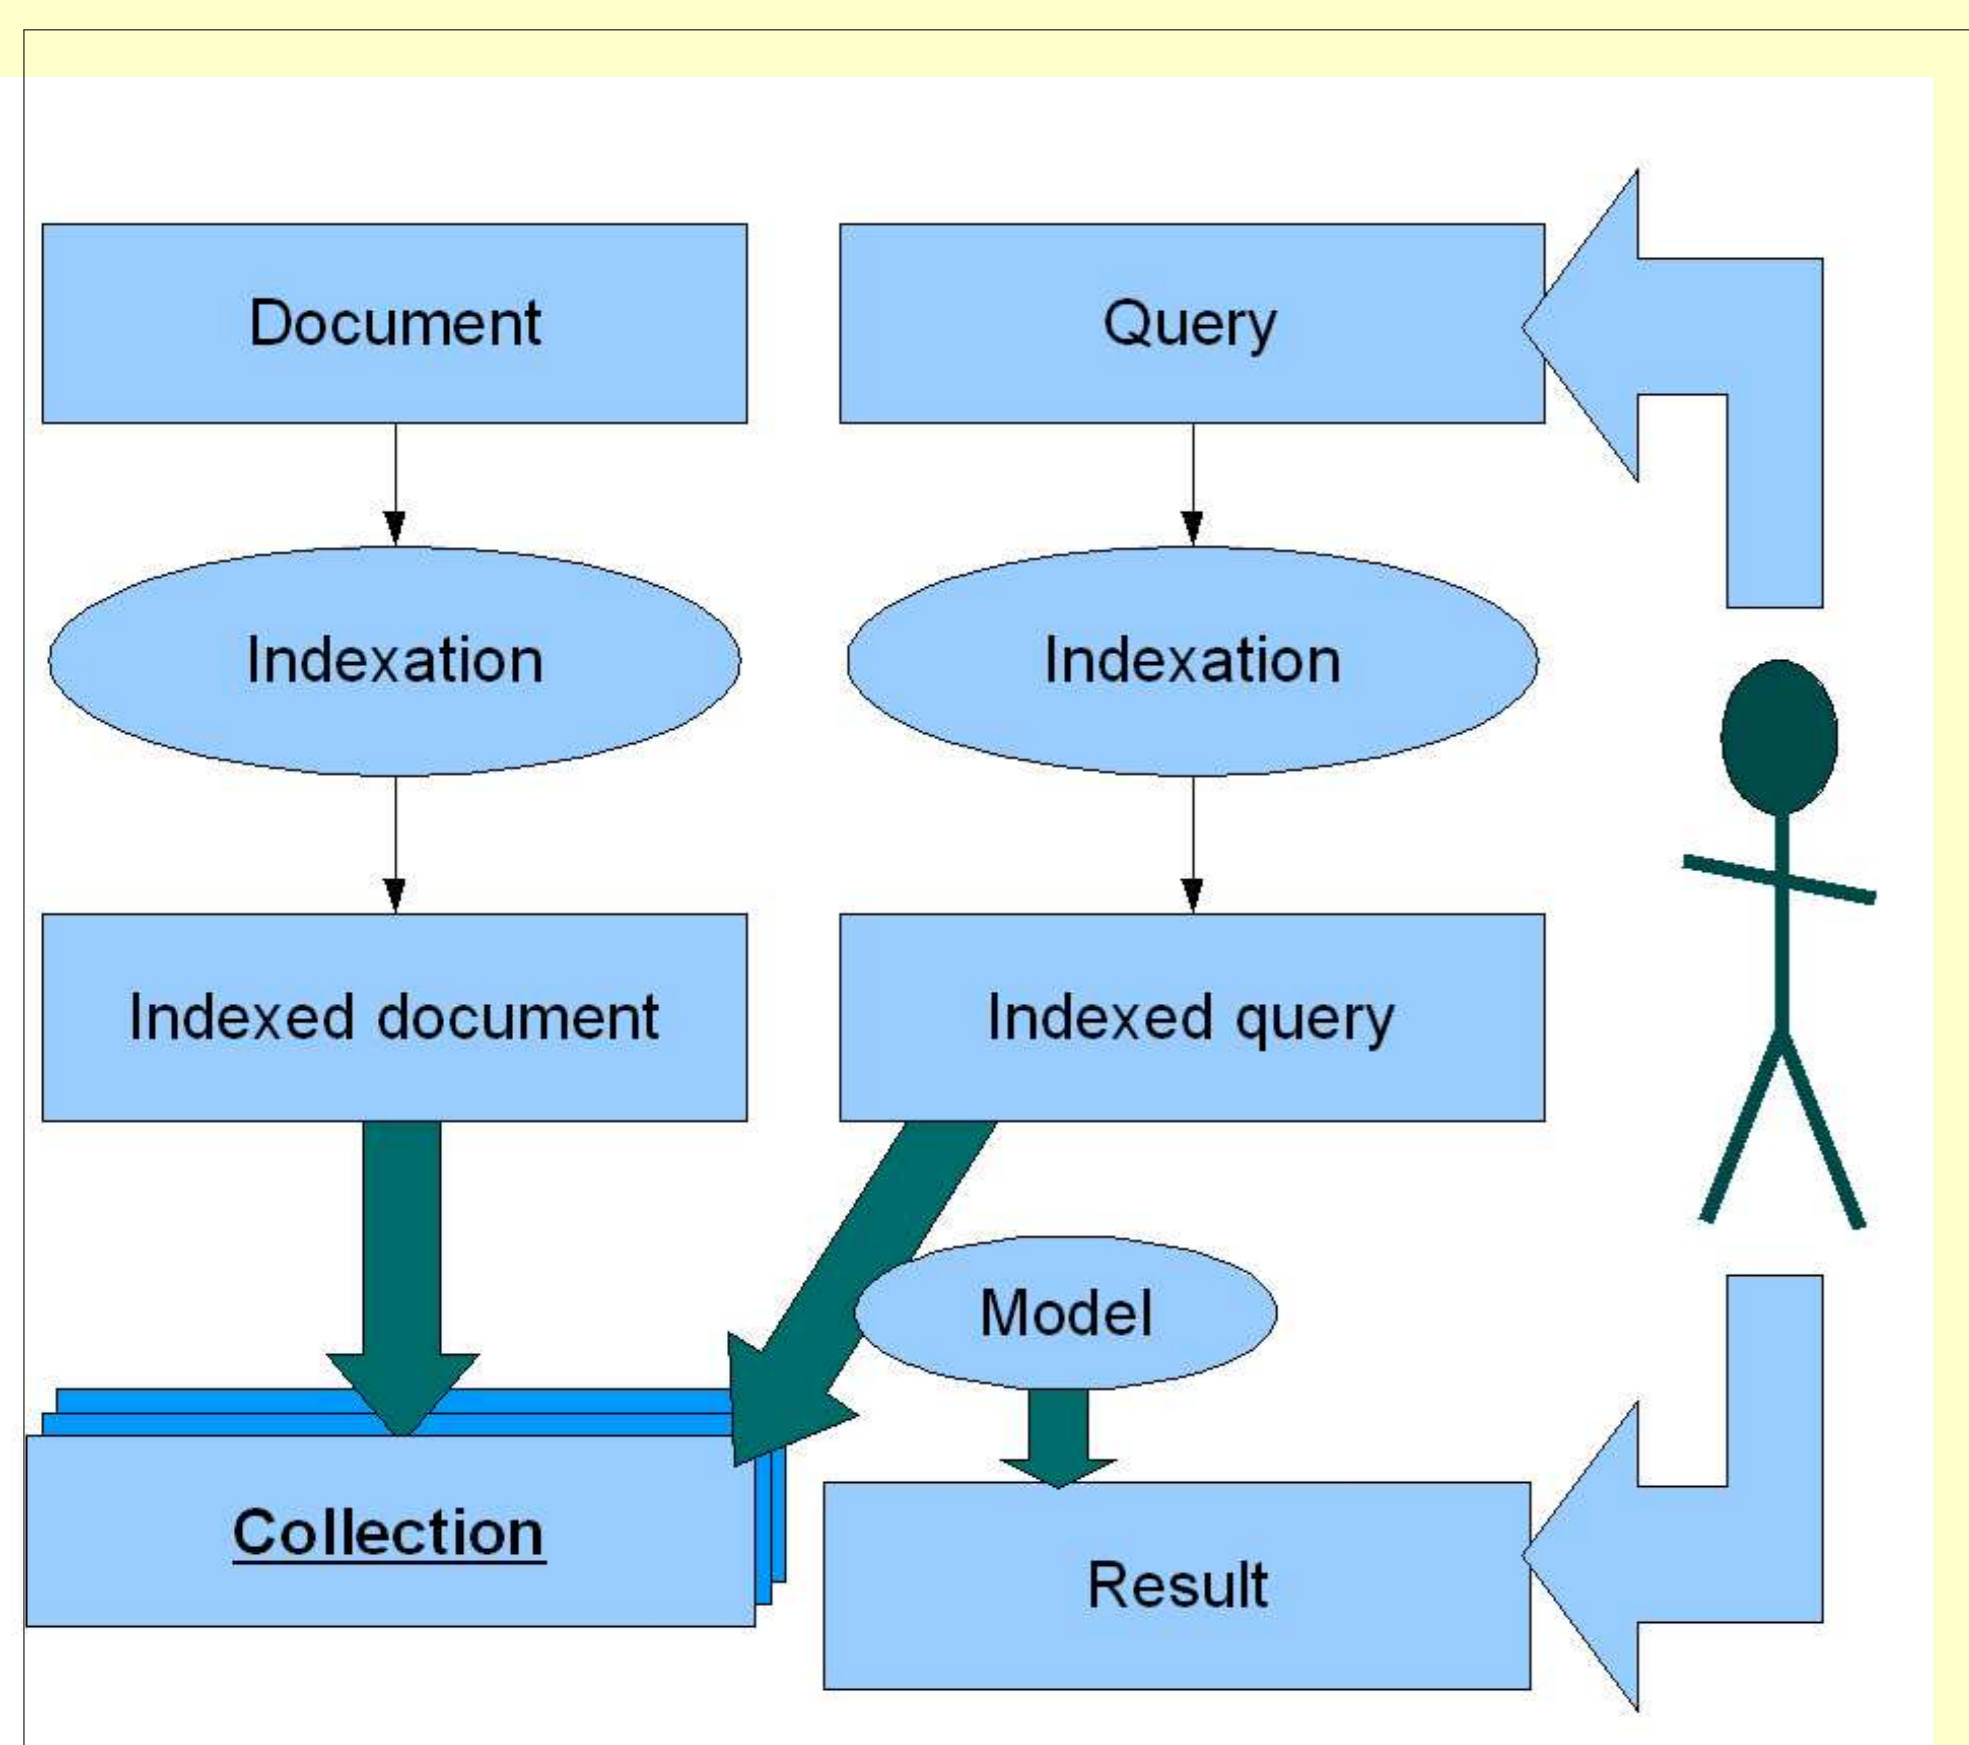 Document
Query
Indexation
Indexation
Indexed document
Indexed query
Model
Collection
Result